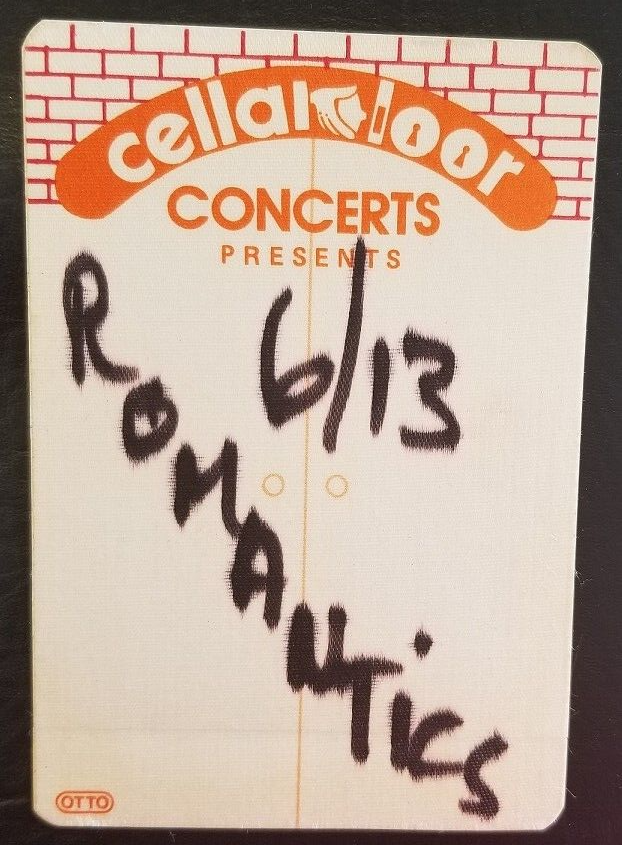 cellar door
CONCERTS
PRESENTS
6/13
ROMANTiCS
OTTO